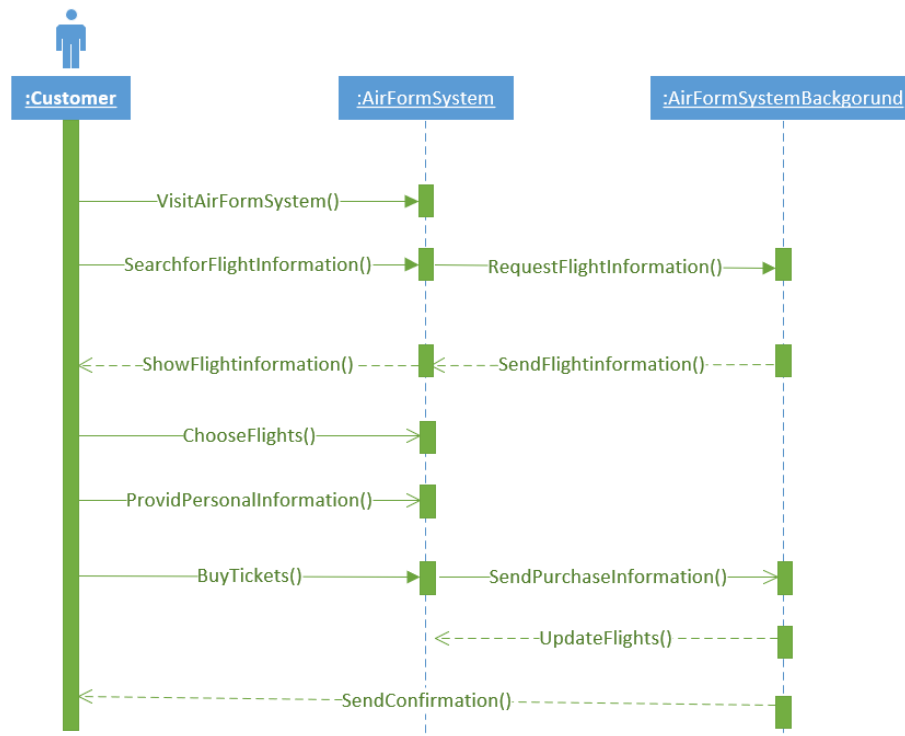 :Customer
:AirFormSystem
:AirFormSystemBackgorund
VisitAirFormSystem()
SearchforFlightInformation()
RequestFlightInformation()
ShowFlightinformation()
SendFlightinformation()
ChooseFlights()
ProvidPersonalInformation()
BuyTickets()
SendPurchaseInformation()
UpdateFlights()
SendConfirmation()